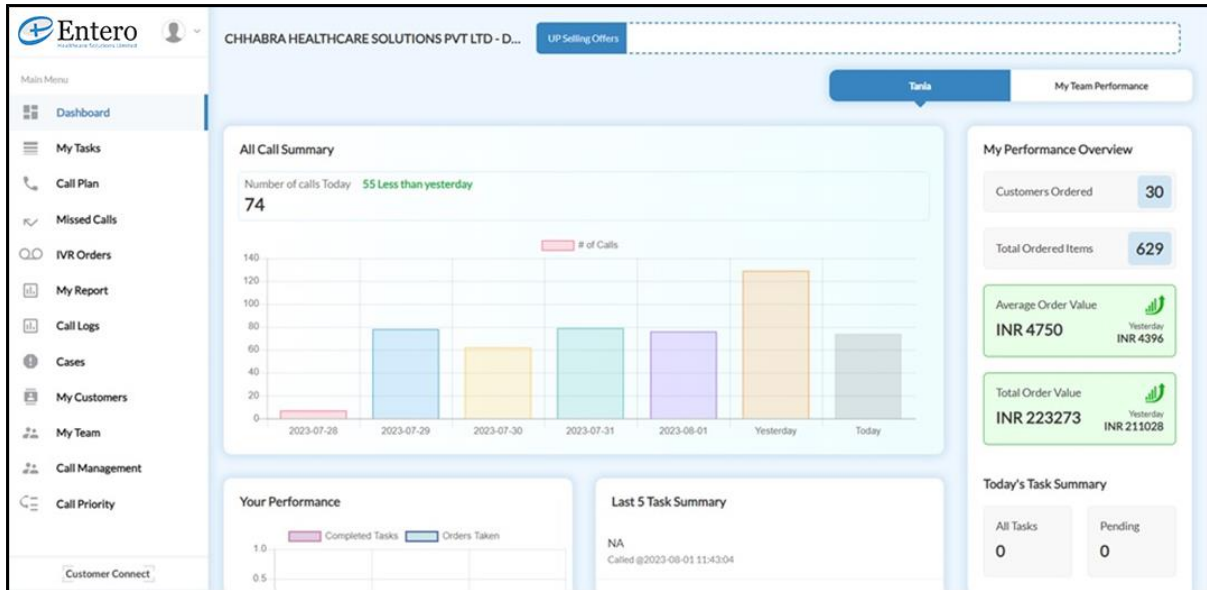 Entero
Healthcare Solutions Limited
Main Menu
Dashboard
My Tasks
Call Plan
Missed Calls
IVR Orders
My Report
Call Logs
Cases
My Customers
My Team
Call Management
Call Priority
Customer Connect
CHHABRA HEALTHCARE SOLUTIONS PVT LTD - D...
UP Selling Offers
Tania
My Team Performance
All Call Summary
Number of calls Today 55 Less than yesterday
74
# of Calls
140
120
100
80
60
40
20
0
2023-07-28 2023-07-29 2023-07-30 2023-07-31 2023-08-01 Yesterday Today
Your Performance
Completed Tasks Orders Taken
1.0
0.5
Last 5 Task Summary
NA
Called @2023-08-01 11:43:04
My Performance Overview
Customers Ordered 30
Total Ordered Items 629
Average Order Value
INR 4750
Yesterday
INR 4396
Total Order Value
INR 223273
Yesterday
INR 211028
Today's Task Summary
All Tasks
0
Pending
0